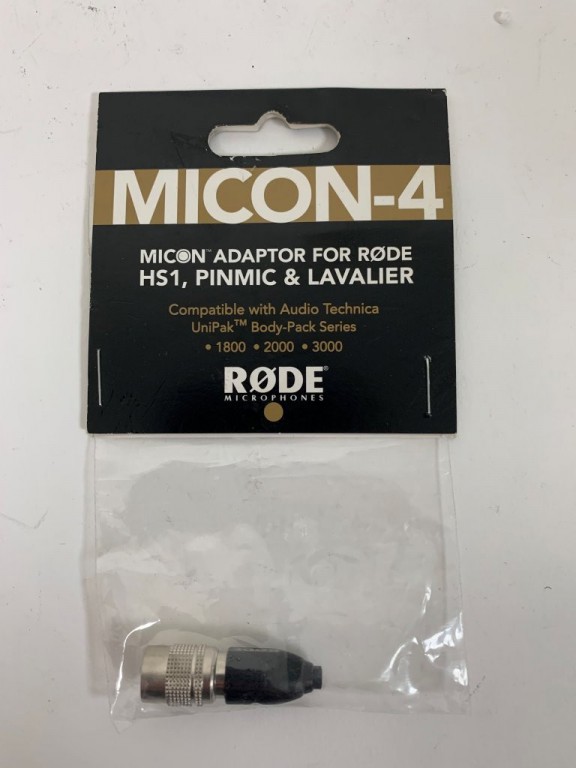 MICON-4
MICON™ ADAPTOR FOR RØDE
HS1, PINMIC & LAVALIER
Compatible with Audio Technica
UniPak™ Body-Pack Series
• 1800 • 2000 • 3000
RØDE®
MICROPHONES